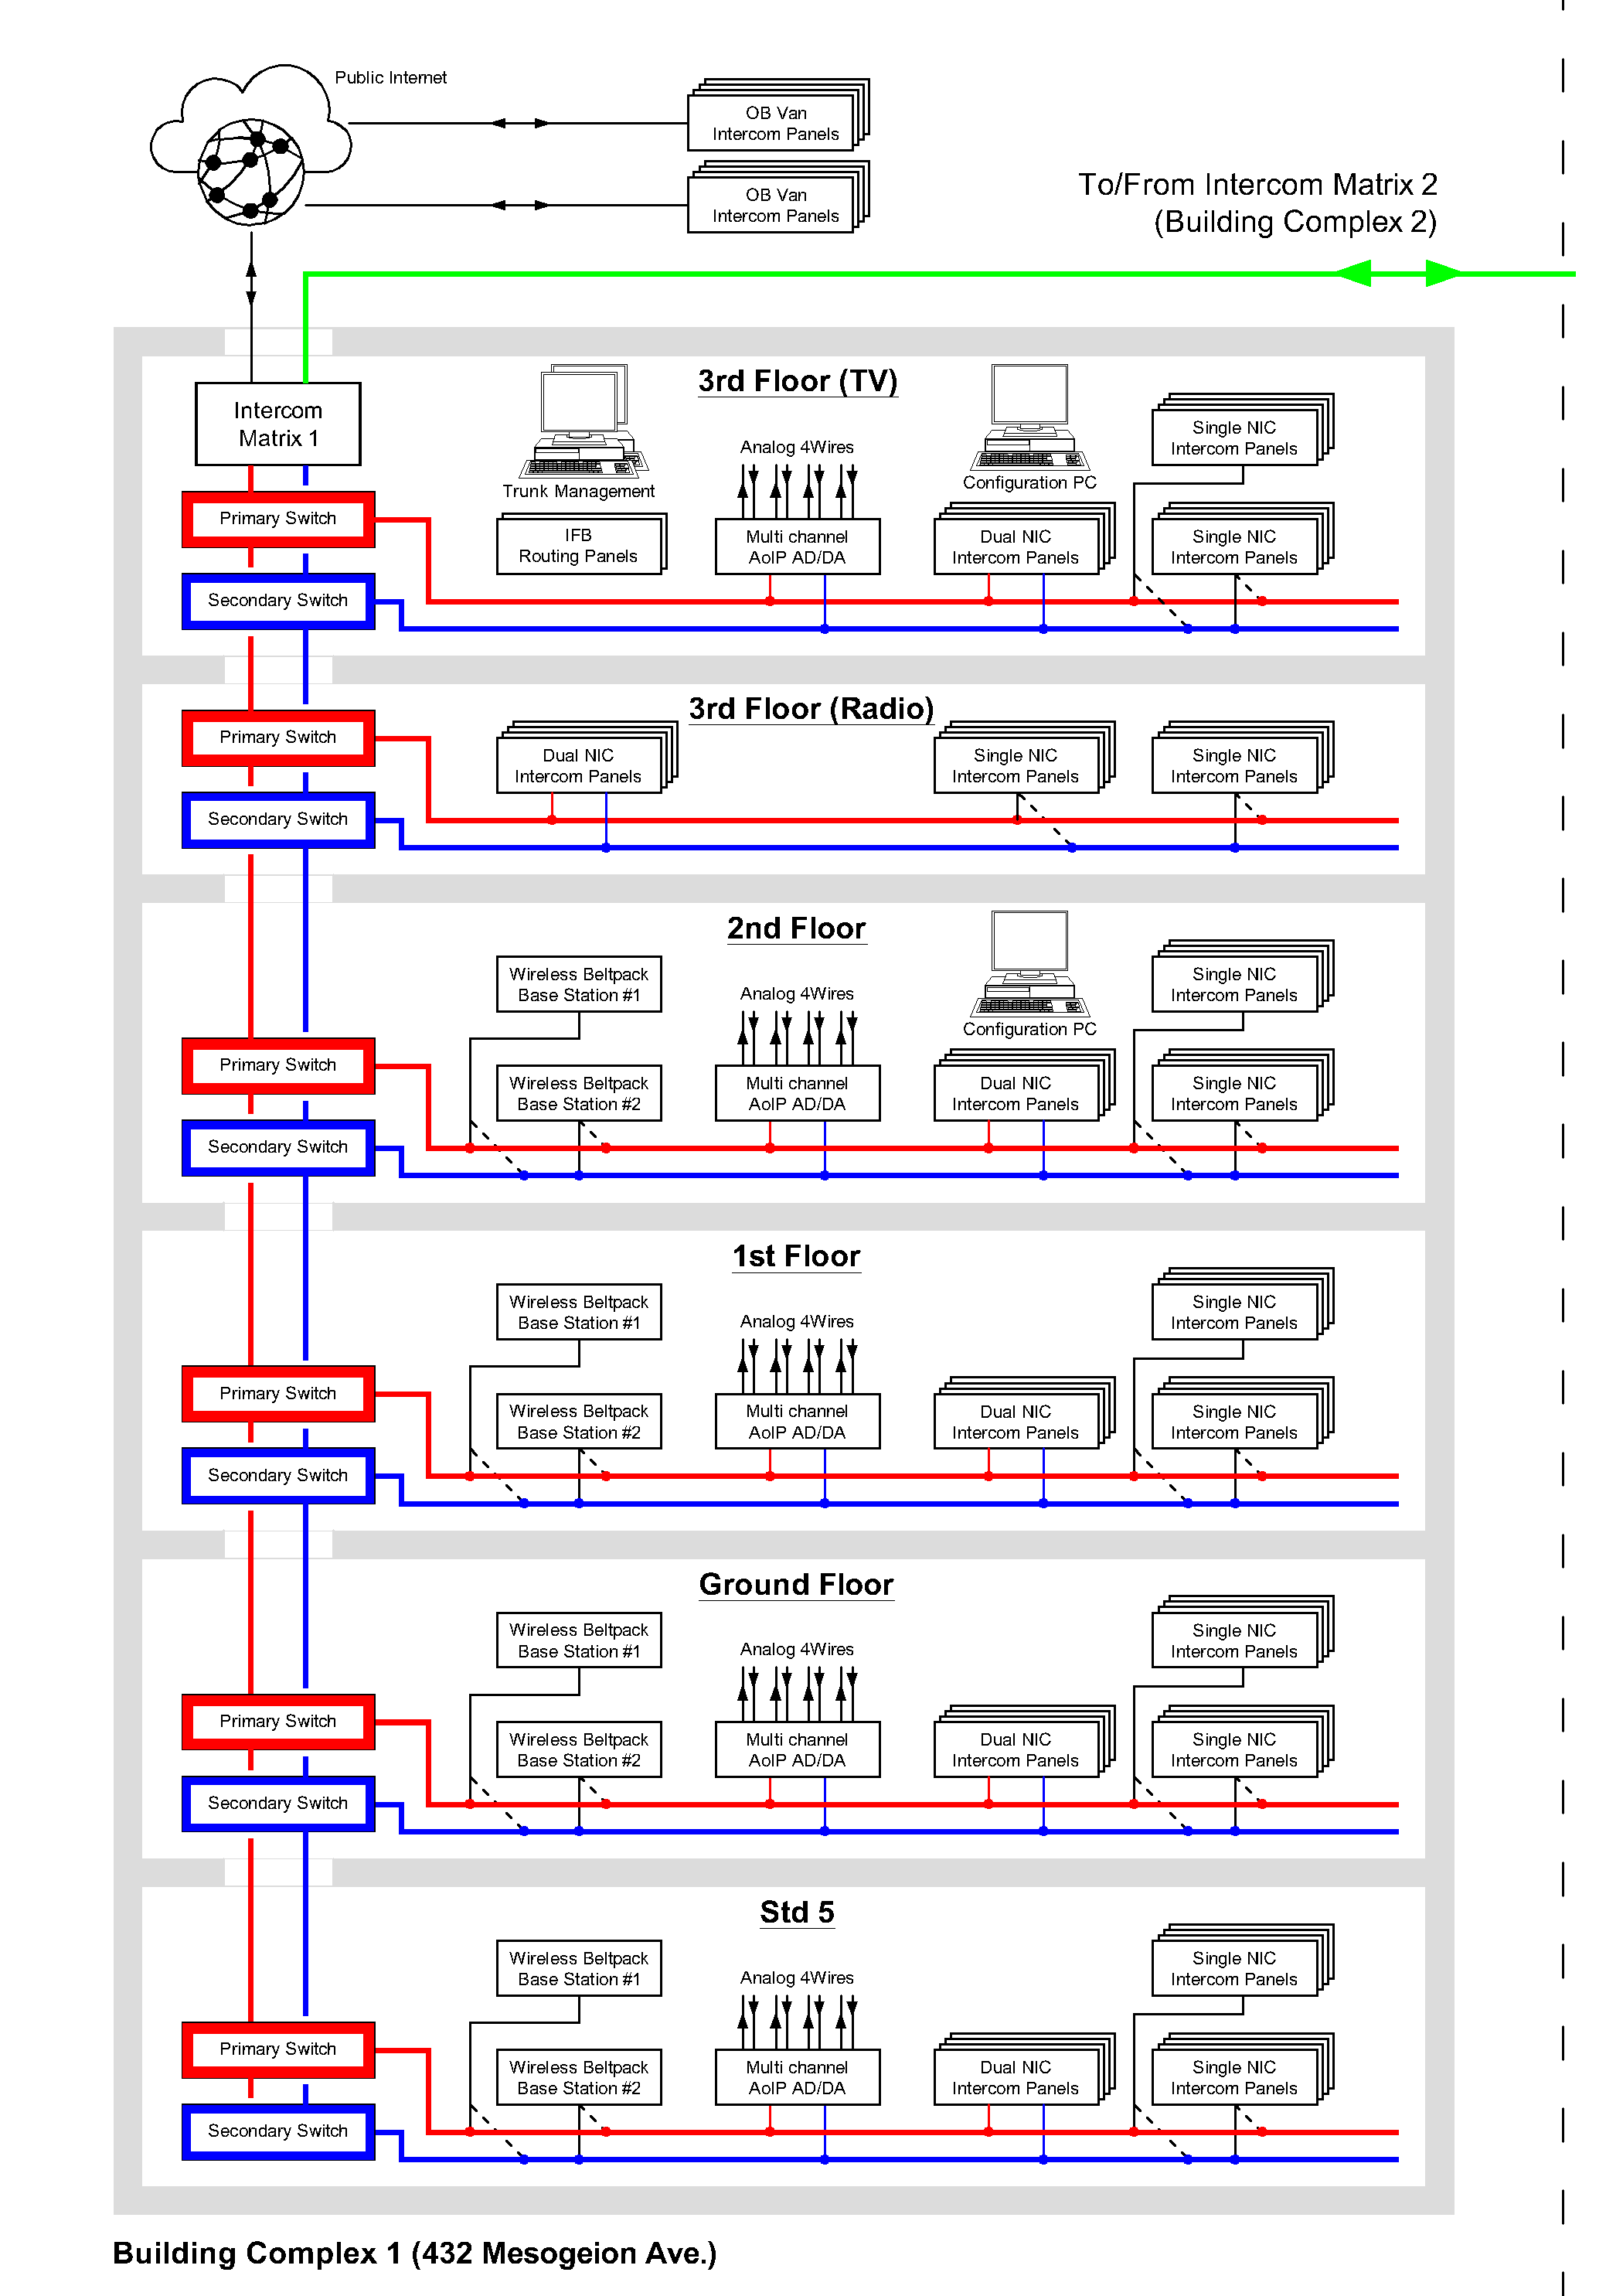 Public Internet
OB Van
Intercom Panels
OB Van
Intercom Panels
To/From Intercom Matrix 2
(Building Complex 2)
3rd Floor (TV)
Intercom
Matrix 1
Primary Switch
Secondary Switch
Trunk Management
IFB
Routing Panels
Analog 4Wires
Multi channel
AoIP AD/DA
Configuration PC
Dual NIC
Intercom Panels
Single NIC
Intercom Panels
Single NIC
Intercom Panels
3rd Floor (Radio)
Primary Switch
Secondary Switch
Dual NIC
Intercom Panels
Single NIC
Intercom Panels
Single NIC
Intercom Panels
2nd Floor
Primary Switch
Secondary Switch
Wireless Beltpack
Base Station #1
Wireless Beltpack
Base Station #2
Analog 4Wires
Multi channel
AoIP AD/DA
Configuration PC
Dual NIC
Intercom Panels
Single NIC
Intercom Panels
Single NIC
Intercom Panels
1st Floor
Primary Switch
Secondary Switch
Wireless Beltpack
Base Station #1
Wireless Beltpack
Base Station #2
Analog 4Wires
Multi channel
AoIP AD/DA
Dual NIC
Intercom Panels
Single NIC
Intercom Panels
Single NIC
Intercom Panels
Ground Floor
Primary Switch
Secondary Switch
Wireless Beltpack
Base Station #1
Wireless Beltpack
Base Station #2
Analog 4Wires
Multi channel
AoIP AD/DA
Dual NIC
Intercom Panels
Single NIC
Intercom Panels
Single NIC
Intercom Panels
Std 5
Primary Switch
Secondary Switch
Wireless Beltpack
Base Station #1
Wireless Beltpack
Base Station #2
Analog 4Wires
Multi channel
AoIP AD/DA
Dual NIC
Intercom Panels
Single NIC
Intercom Panels
Single NIC
Intercom Panels
Building Complex 1 (432 Mesogeion Ave.)